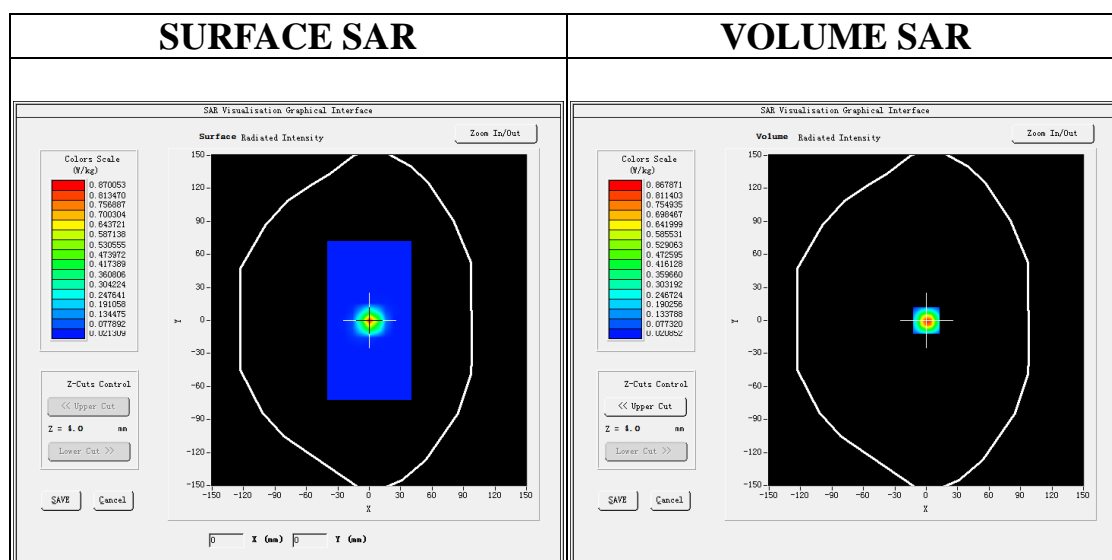 SURFACE SAR
VOLUME SAR
SAR Visualisation Graphical Interface
Surface Radiated Intensity
Zoom In/Out
Colors Scale
(W/kg)
0.870053
0.813470
0.756887
0.700304
0.643721
0.587138
0.530555
0.473972
0.417389
0.360806
0.304224
0.247641
0.191058
0.134475
0.077892
0.021309
Z-Cuts Control
<< Upper Cut
Z = 4.0 mm
Lower Cut >>
SAVE
Cancel
150
120
90
60
30
0
-30
-60
-90
-120
-150
Y
-150 -120 -90 -60 -30 0 30 60 90 120 150
X
0 X (mm) 0 Y (mm)
SAR Visualisation Graphical Interface
Volume Radiated Intensity
Zoom In/Out
Colors Scale
(W/kg)
0.867871
0.811403
0.754935
0.698467
0.641999
0.585531
0.529063
0.472595
0.416128
0.359660
0.303192
0.246724
0.190256
0.133788
0.077320
0.020852
Z-Cuts Control
<< Upper Cut
Z = 4.0 mm
Lower Cut >>
SAVE
Cancel
150
120
90
60
30
0
-30
-60
-90
-120
-150
Y
-150 -120 -90 -60 -30 0 30 60 90 120 150
X